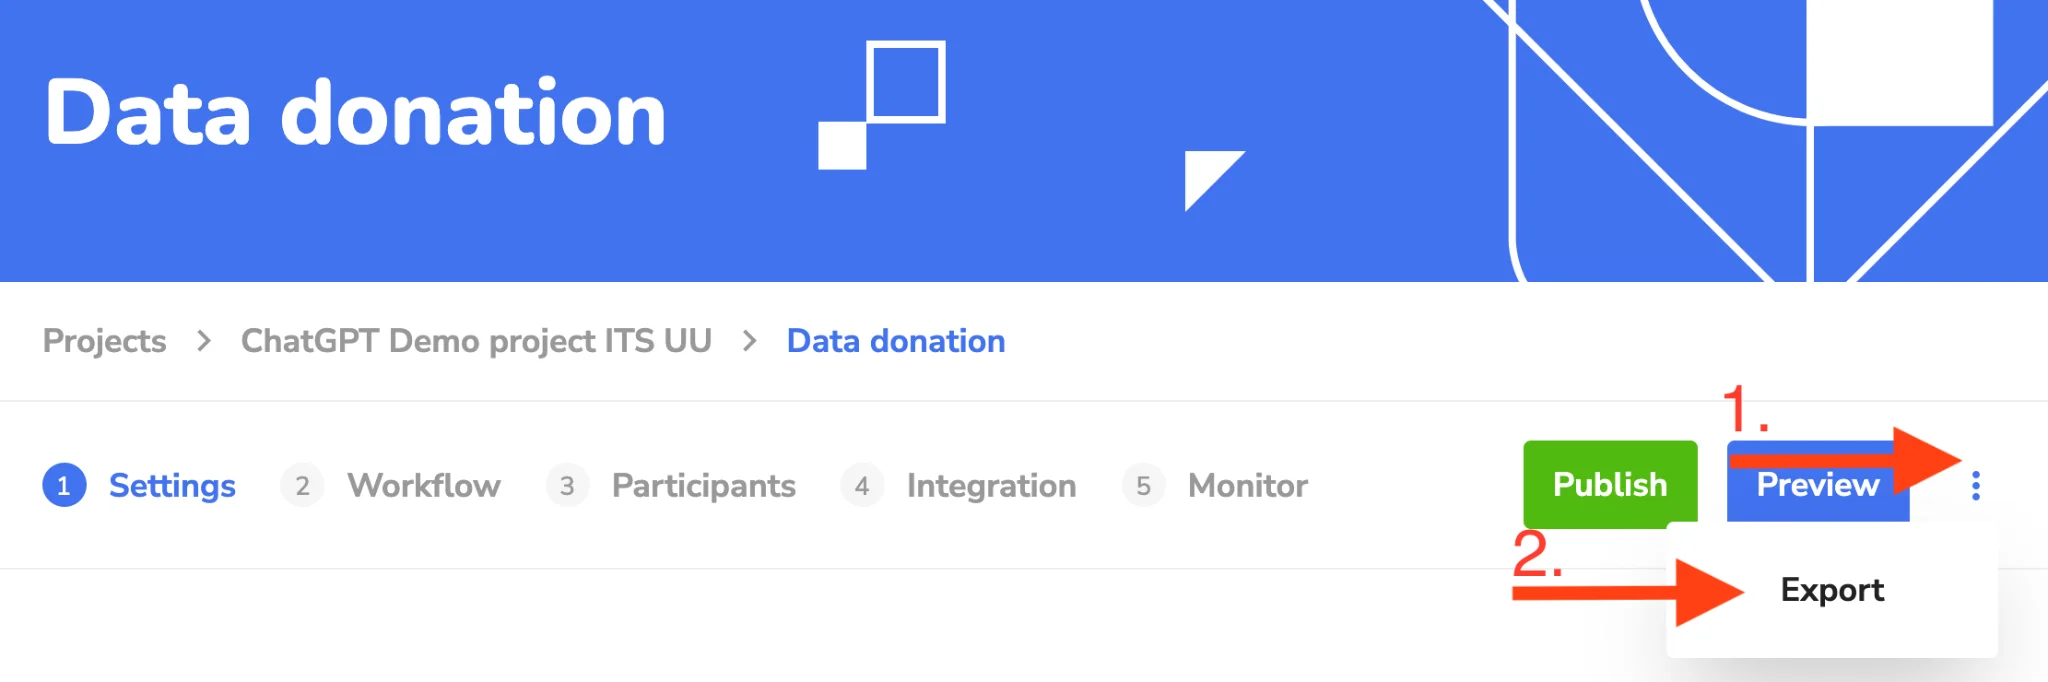 Data donation
Projects > ChatGPT Demo project ITS UU > Data donation
1.
1 Settings 2 Workflow 3 Participants 4 Integration 5 Monitor Publish Preview
2.
Export